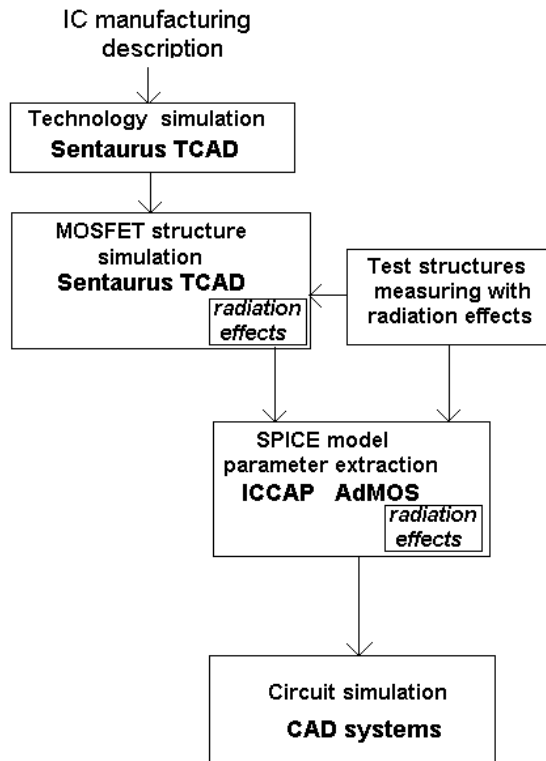 IC manufacturing
description
Technology simulation
Sentaurus TCAD
MOSFET structure
simulation
Sentaurus TCAD
radiation
effects
Test structures
measuring with
radiation effects
SPICE model
parameter extraction
ICCAP AdMOS
radiation
effects
Circuit simulation
CAD systems